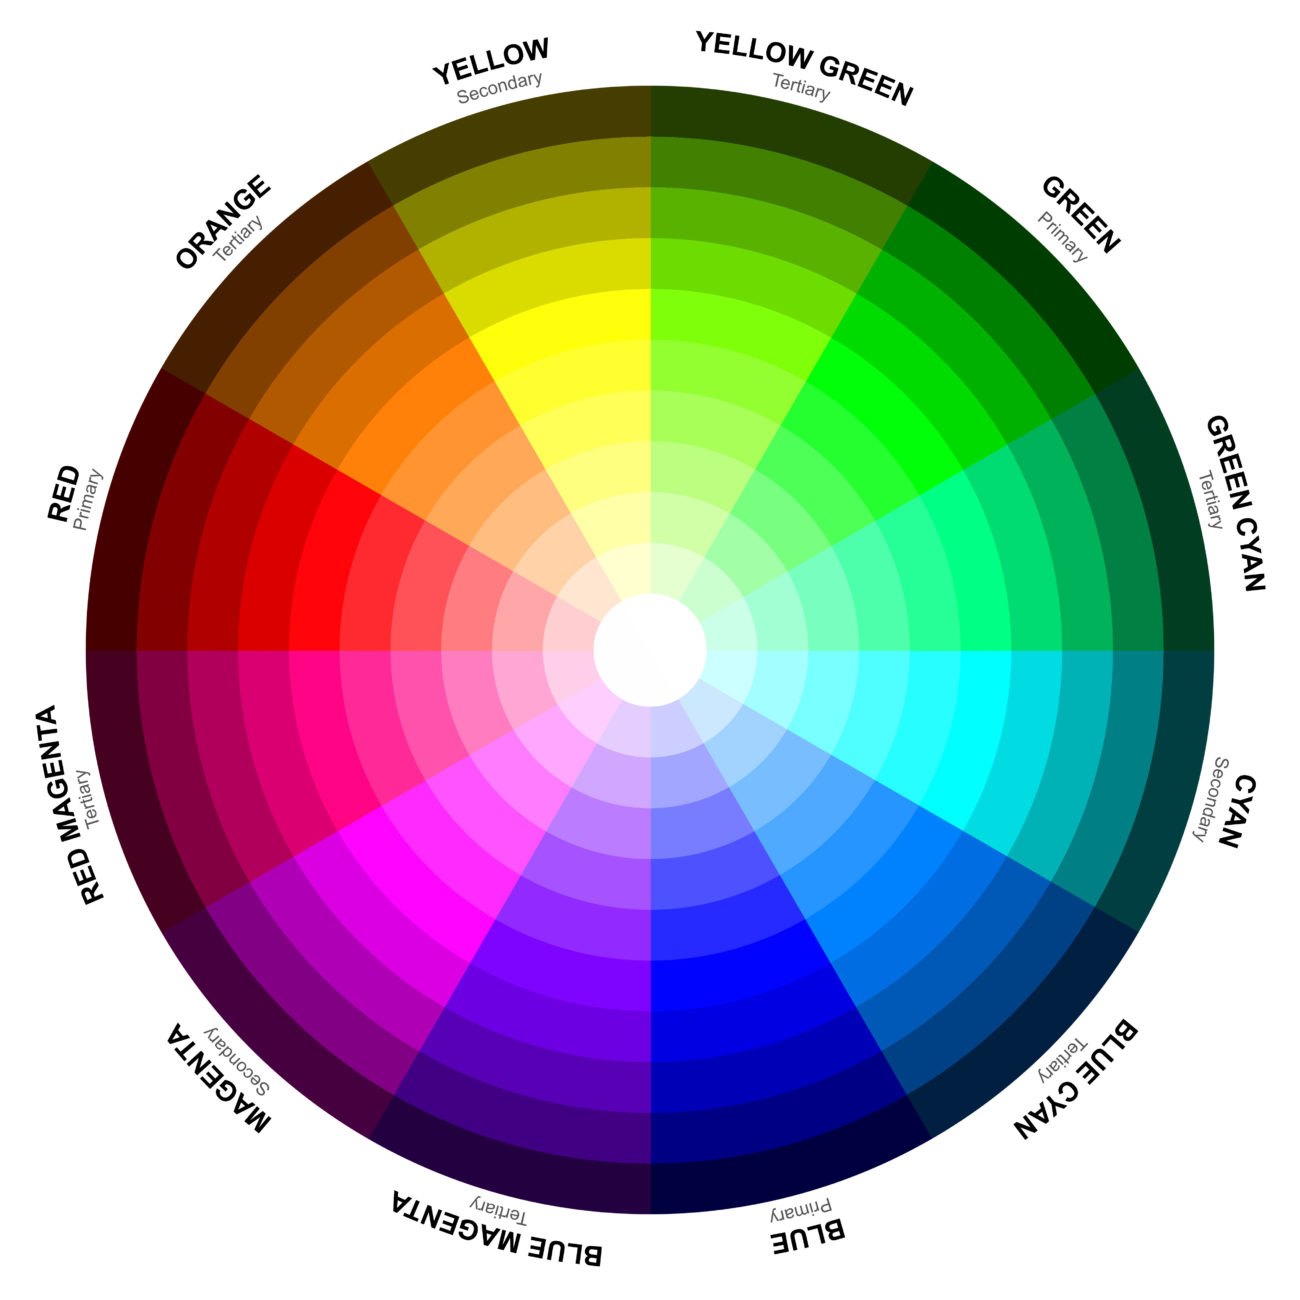 YELLOW
Secondary
YELLOW GREEN
Tertiary
GREEN
Primary
GREEN CYAN
Tertiary
CYAN
Secondary
BLUE CYAN
Tertiary
BLUE
Primary
BLUE MAGENTA
Tertiary
MAGENTA
Secondary
RED MAGENTA
Tertiary
RED
Primary
ORANGE
Tertiary